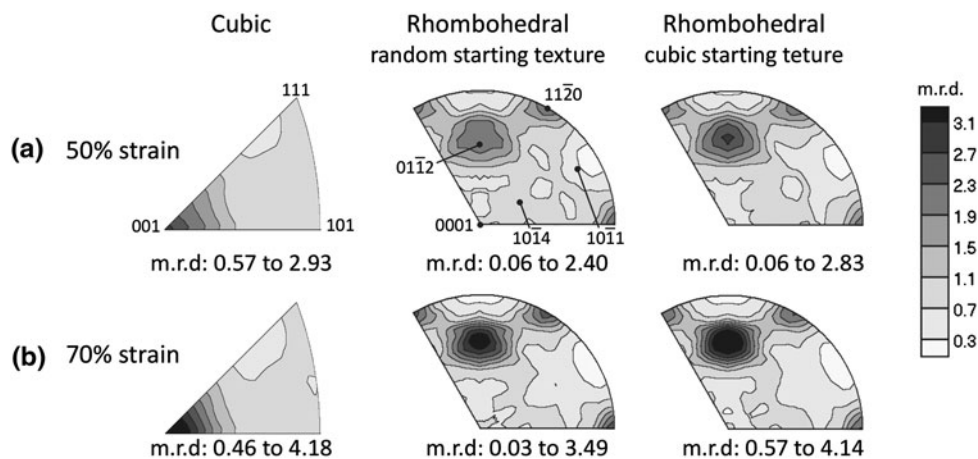 Cubic
Rhombohedral
random starting texture
Rhombohedral
cubic starting teture
m.r.d.
(a) 50% strain
111
001
101
m.r.d: 0.57 to 2.93
112̅0
011̅2
0001
101̅4
101̅1
m.r.d: 0.06 to 2.40
m.r.d: 0.06 to 2.83
3.1
2.7
2.3
1.9
1.5
1.1
0.7
0.3
(b) 70% strain
m.r.d: 0.46 to 4.18
m.r.d: 0.03 to 3.49
m.r.d: 0.57 to 4.14